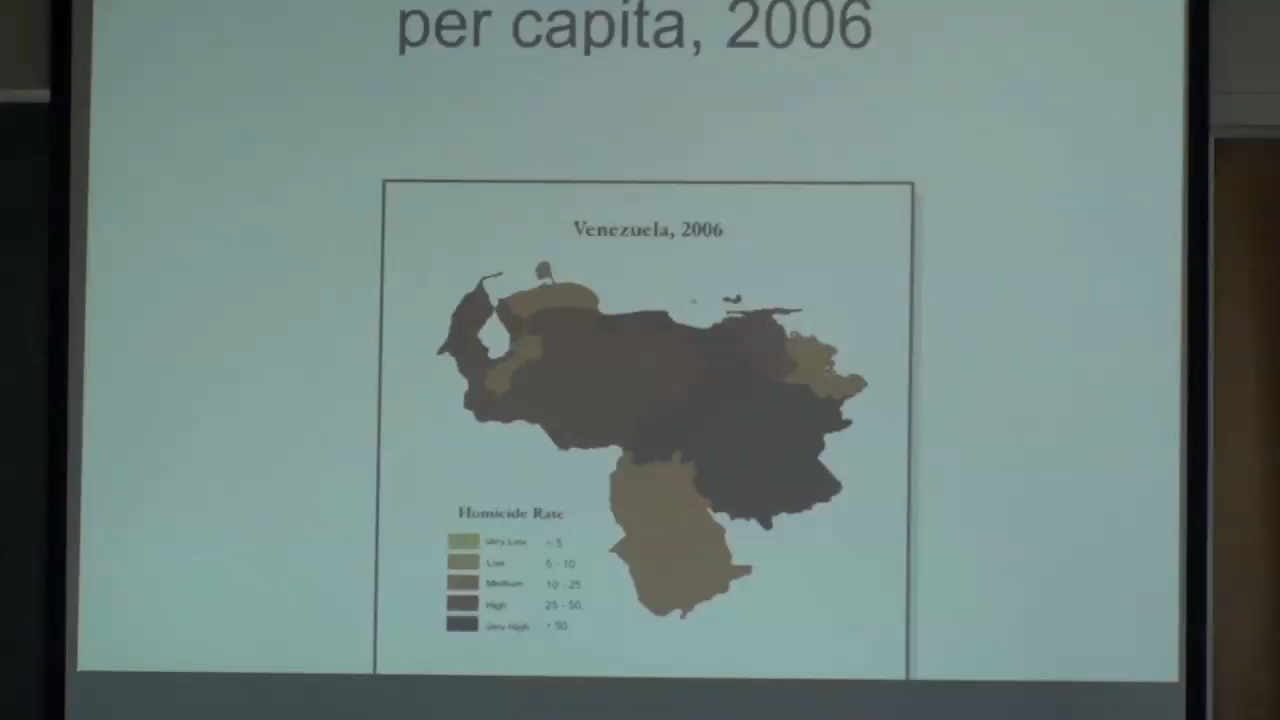 per capita, 2006
Venezuela, 2006
Homicide Rate
Very Low < 5
Low 5 - 10
Medium 10 - 25
High 25 - 50
Very High > 50